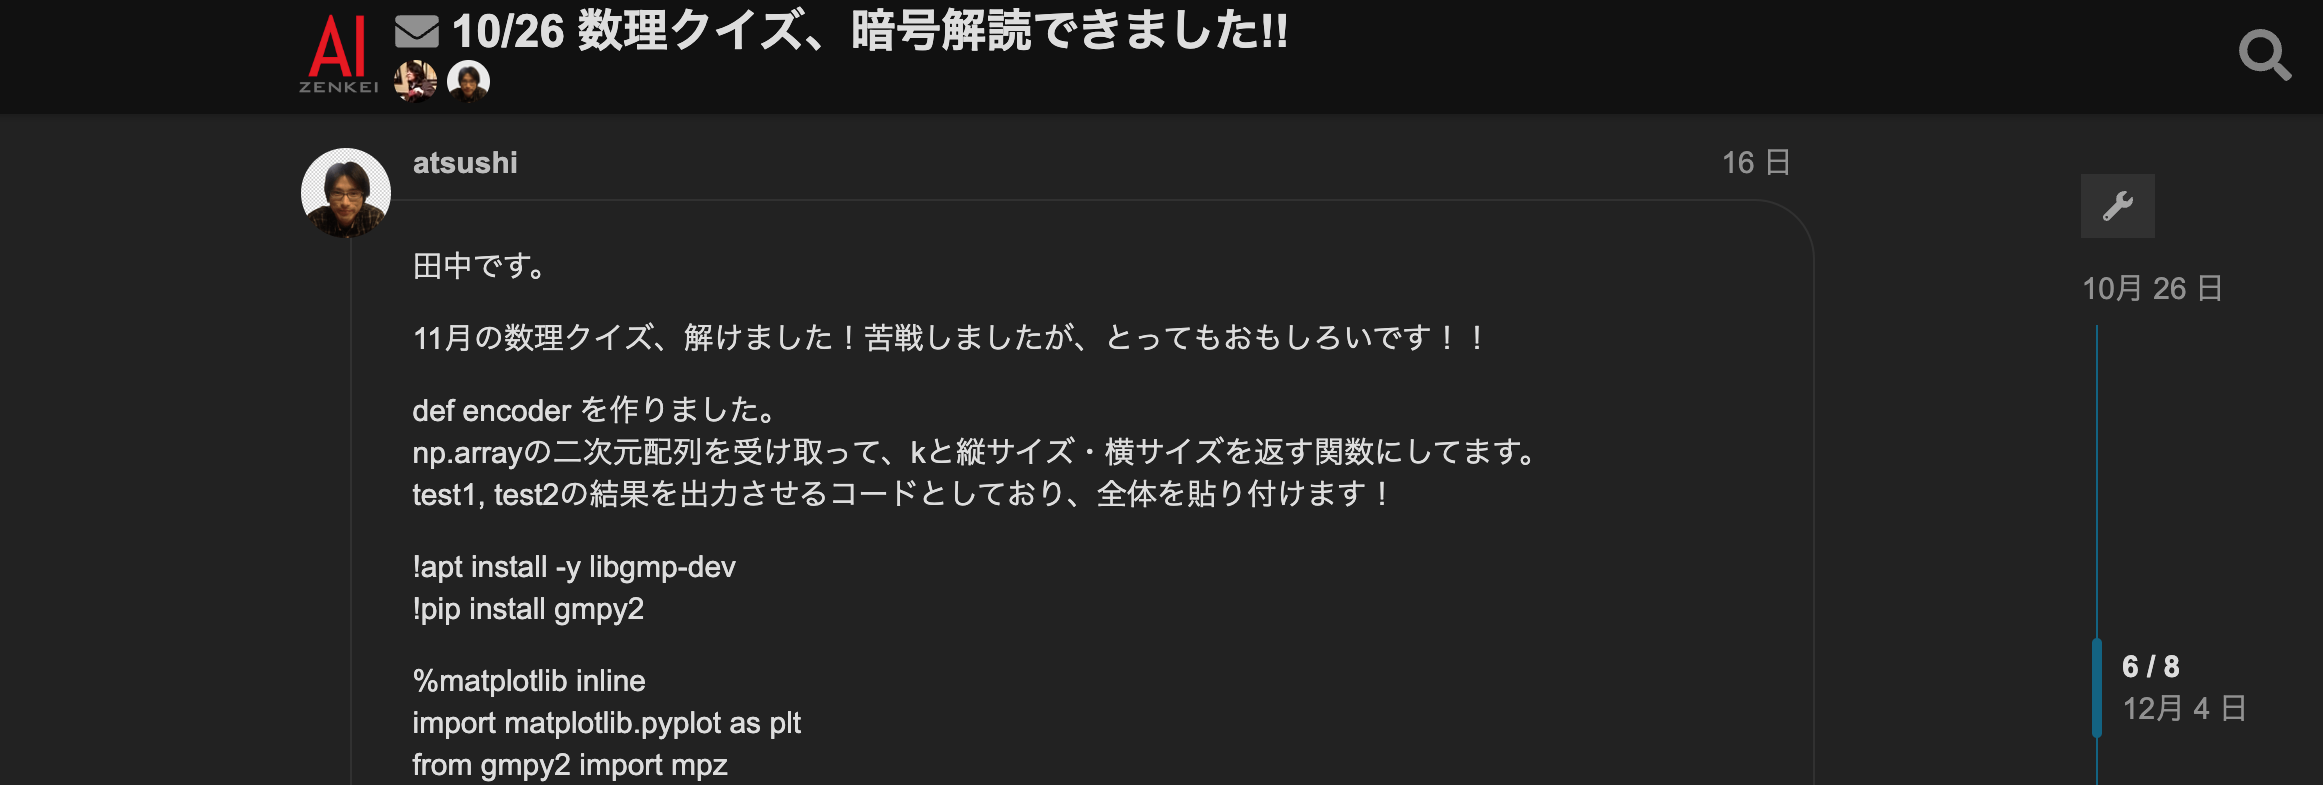 AI
ZENKEI
10/26 数理クイズ、暗号解読できました!!
atsushi
16 日
田中です。
11月の数理クイズ、解けました！苦戦しましたが、とってもおもしろいです！！
def encoder を作りました。
np.arrayの二次元配列を受け取って、kと縦サイズ・横サイズを返す関数にしてます。
test1, test2の結果を出力させるコードとしており、全体を貼り付けます！
!apt install -y libgmp-dev
!pip install gmpy2
%matplotlib inline
import matplotlib.pyplot as plt
from gmpy2 import mpz
10月 26 日
6 / 8
12月 4 日